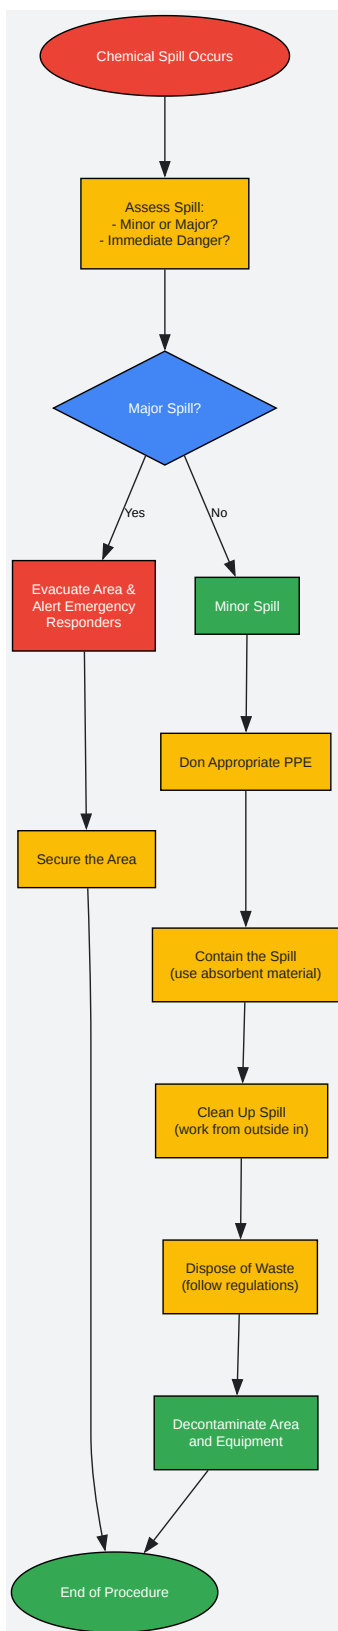 Chemical Spill Occurs
Assess Spill:
- Minor or Major?
- Immediate Danger?
Major Spill?
Yes
No
Evacuate Area &
Alert Emergency
Responders
Minor Spill
Don Appropriate PPE
Secure the Area
Contain the Spill
(use absorbent material)
Clean Up Spill
(work from outside in)
Dispose of Waste
(follow regulations)
Decontaminate Area
and Equipment
End of Procedure